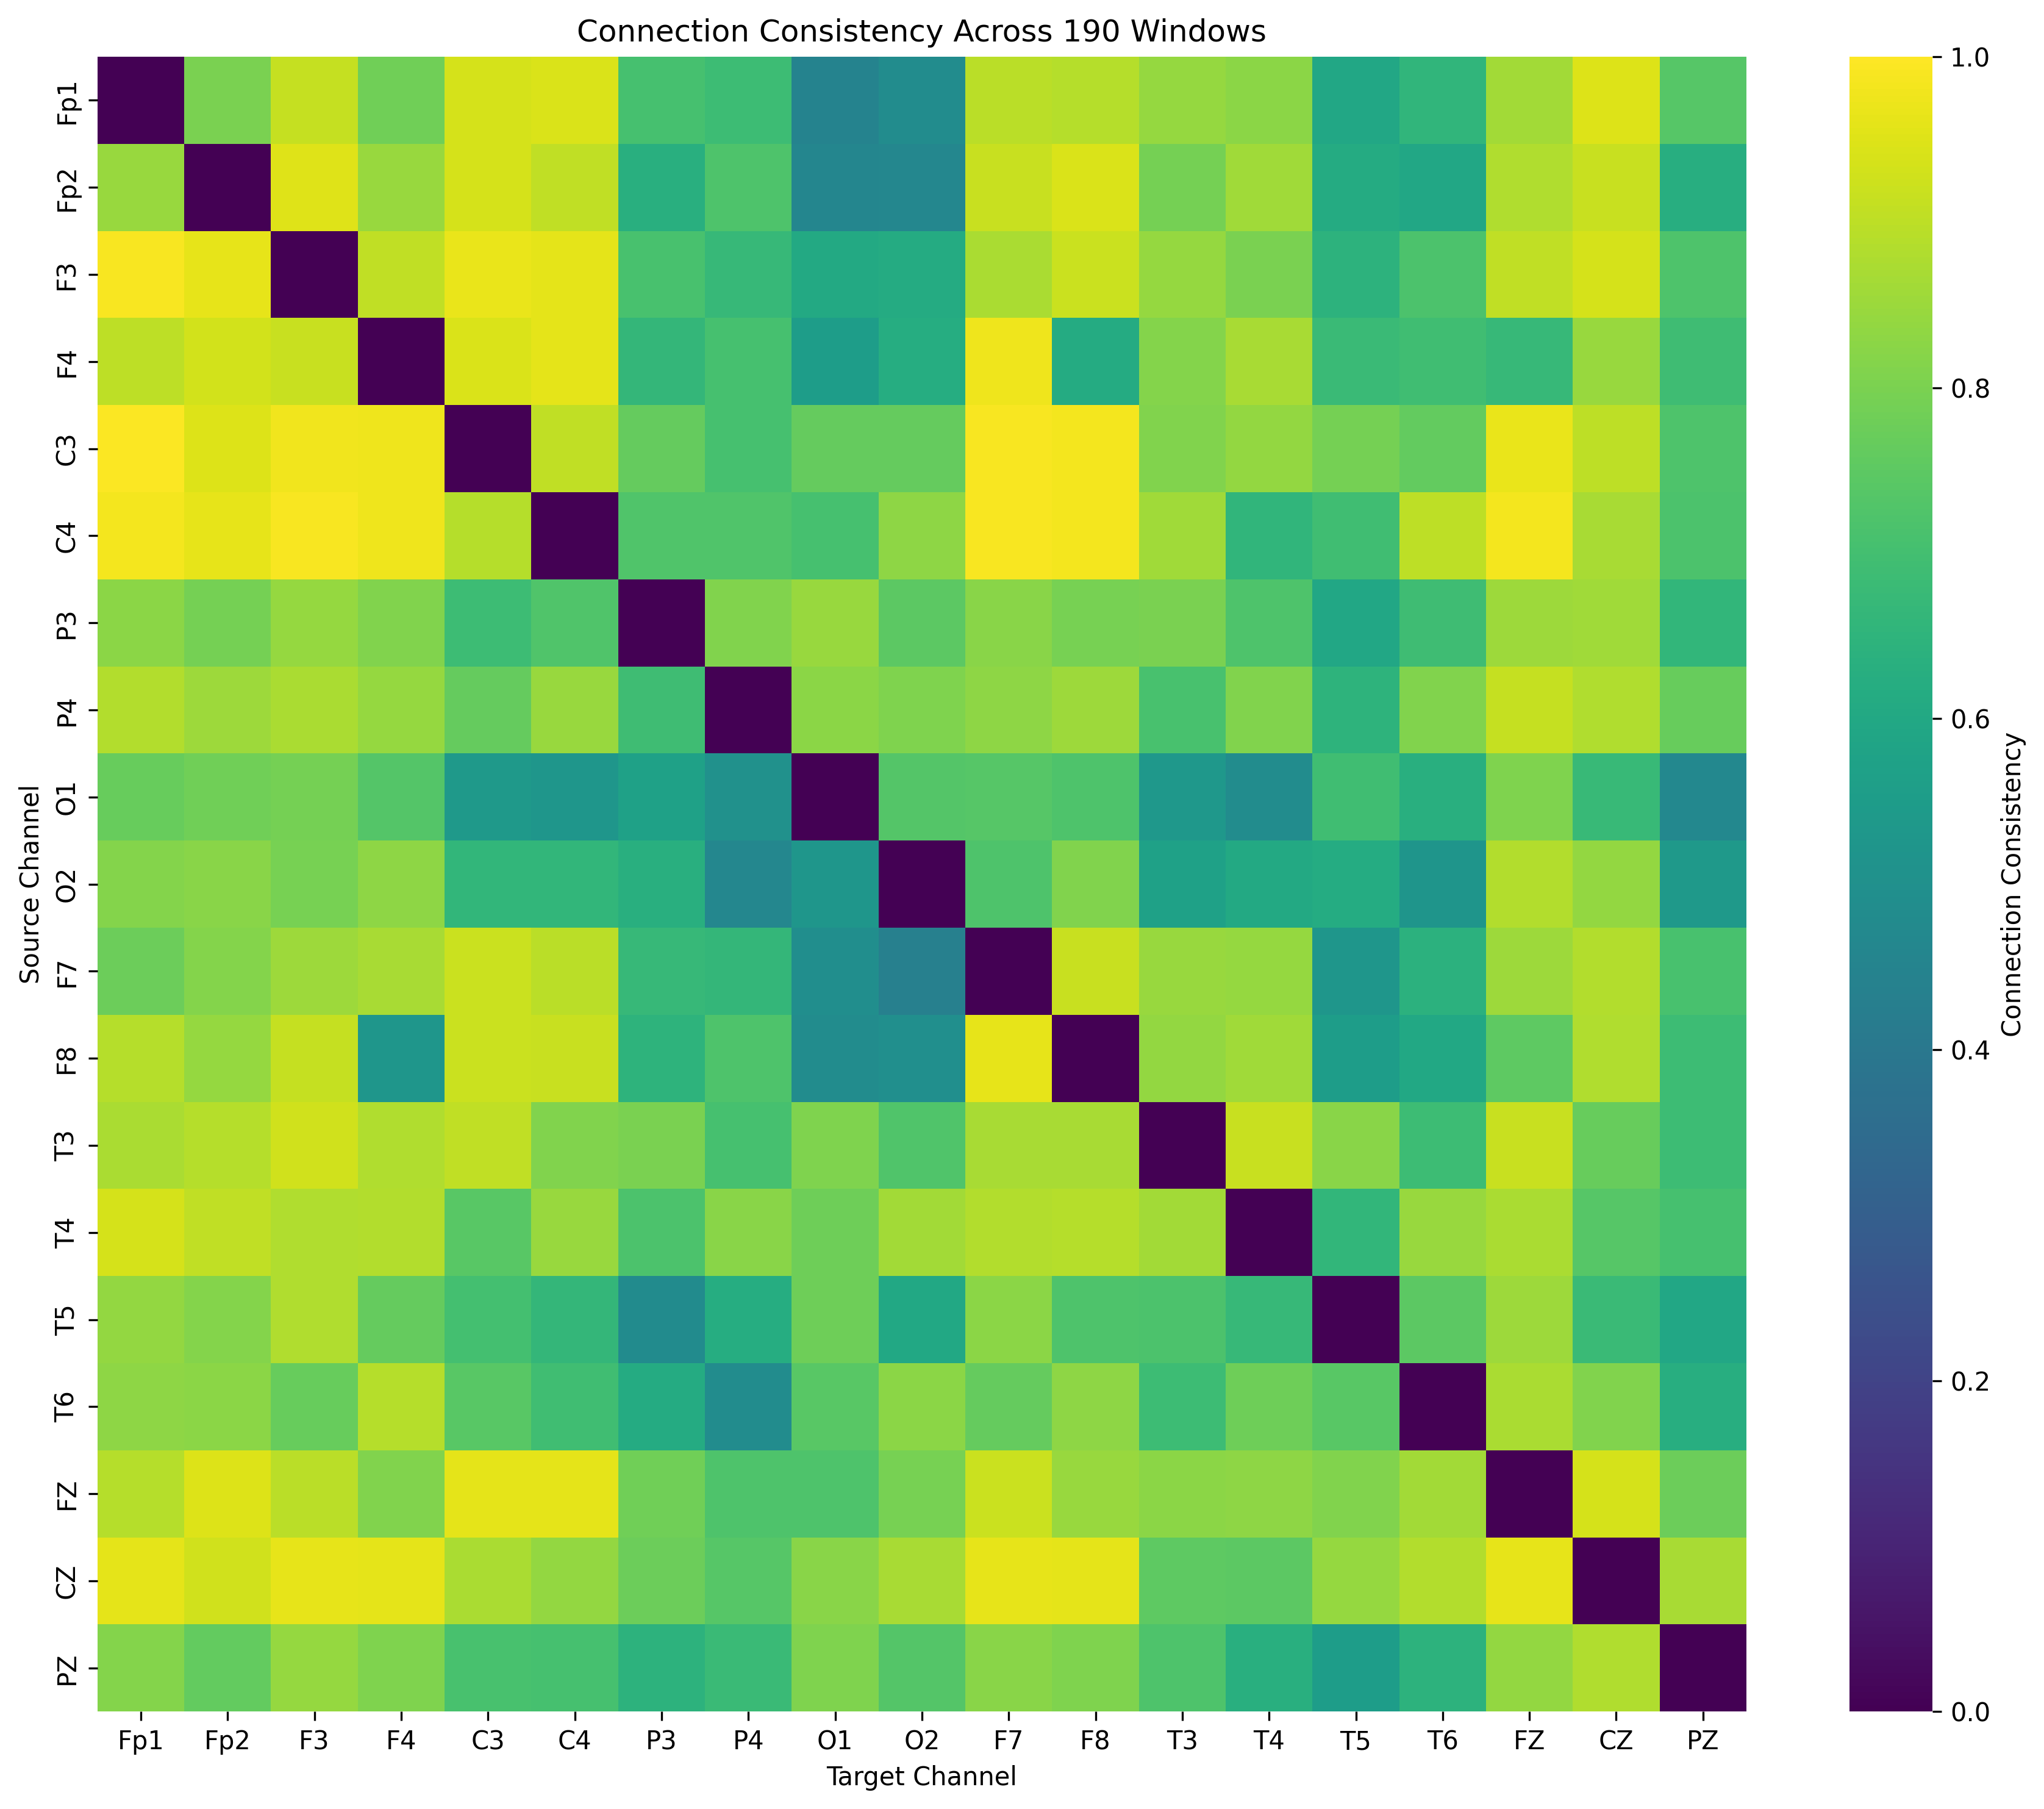 Connection Consistency Across 190 Windows
Source Channel
Fp1
Fp2
F3
F4
C3
C4
P3
P4
O1
O2
F7
F8
T3
T4
T5
T6
FZ
CZ
PZ
Fp1 Fp2 F3 F4 C3 C4 P3 P4 O1 O2 F7 F8 T3 T4 T5 T6 FZ CZ PZ
Target Channel
1.0
0.8
0.6
0.4
0.2
0.0
Connection Consistency